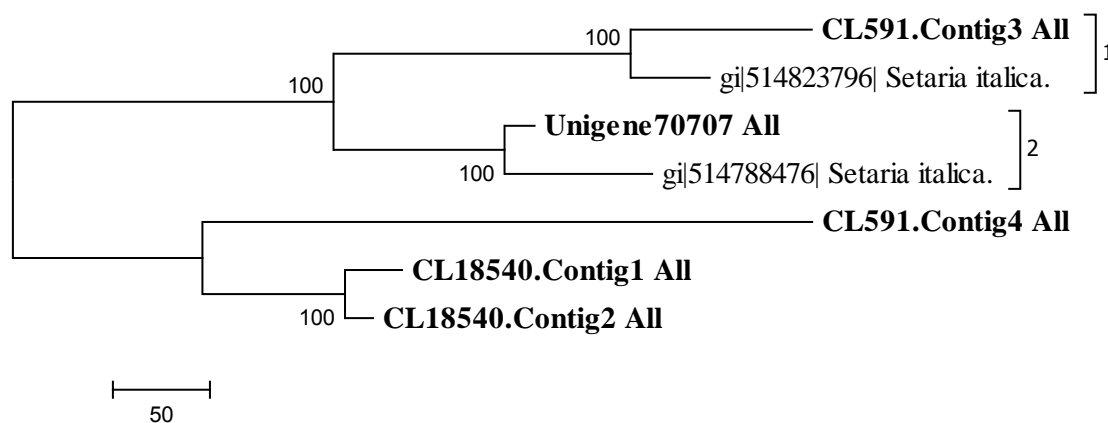 CL591.Contig3 All
100
1
gi|514823796| Setaria italica.
100
Unigene70707 All
2
100
gi|514788476| Setaria italica.
CL591.Contig4 All
CL18540.Contig1 All
100
CL18540.Contig2 All
50